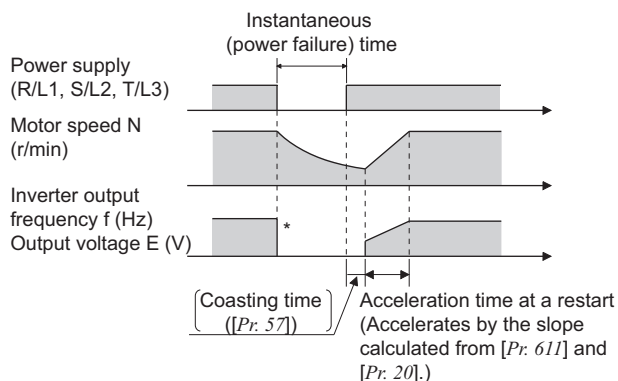 Instantaneous
(power failure) time
Power supply
(R/L1, S/L2, T/L3)
Motor speed N
(r/min)
Inverter output
frequency f (Hz)
Output voltage E (V)
*
Coasting time
([Pr. 57])
Acceleration time at a restart
(Accelerates by the slope
calculated from [Pr. 611] and
[Pr. 20].)